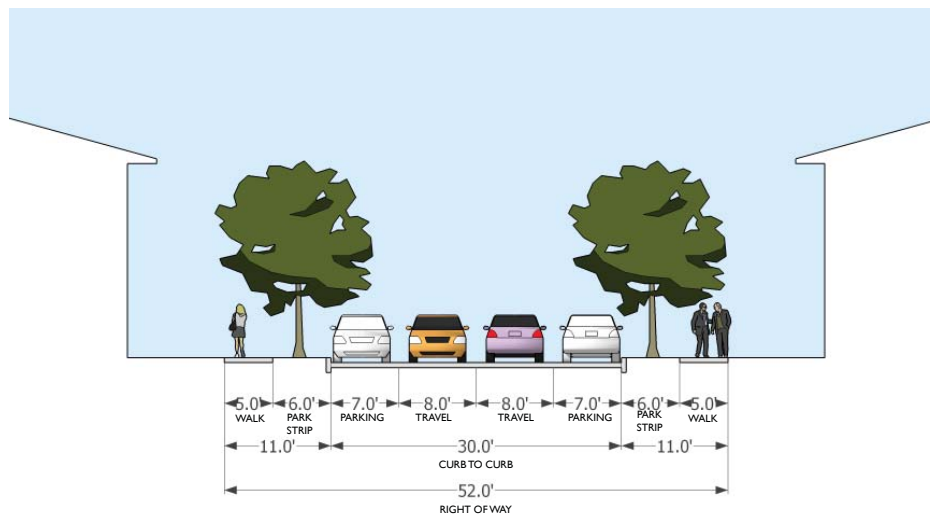 5.0' 6.0' 7.0' 8.0' 8.0' 7.0' 6.0' 5.0'
WALK PARK STRIP PARKING TRAVEL TRAVEL PARKING PARK STRIP WALK
11.0' 30.0' 11.0'
CURB TO CURB
52.0'
RIGHT OF WAY